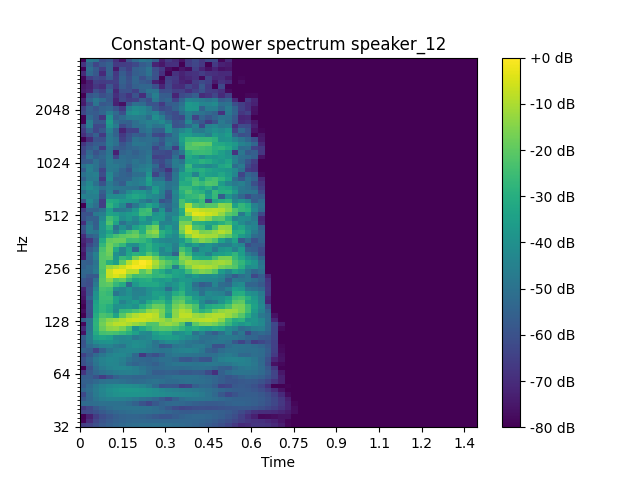 Constant-Q power spectrum speaker_12
Hz
2048
1024
512
256
128
64
32
0 0.15 0.3 0.45 0.6 0.75 0.9 1.1 1.2 1.4
Time
+0 dB
-10 dB
-20 dB
-30 dB
-40 dB
-50 dB
-60 dB
-70 dB
-80 dB